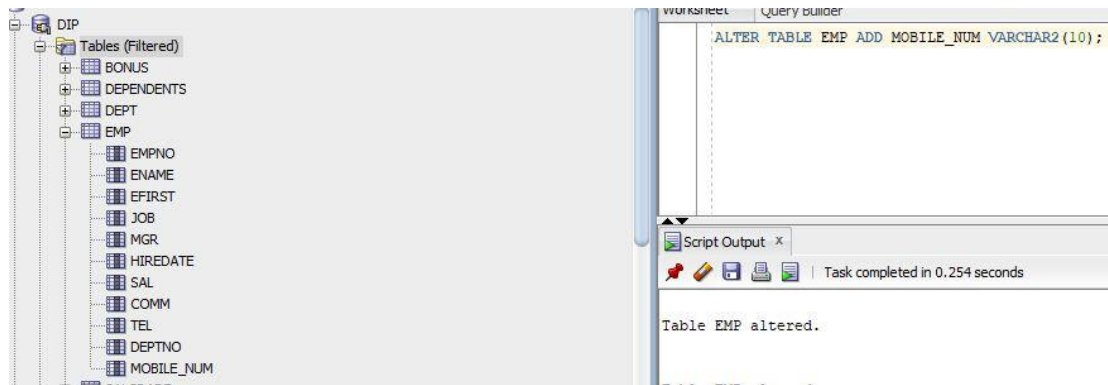 DIP
Tables (Filtered)
BONUS
DEPENDENTS
DEPT
EMP
EMPNO
ENAME
EFIRST
JOB
MGR
HIREDATE
SAL
COMM
TEL
DEPTNO
MOBILE_NUM
Worksheet Query Builder
ALTER TABLE EMP ADD MOBILE_NUM VARCHAR2(10);
Script Output x
Task completed in 0.254 seconds
Table EMP altered.